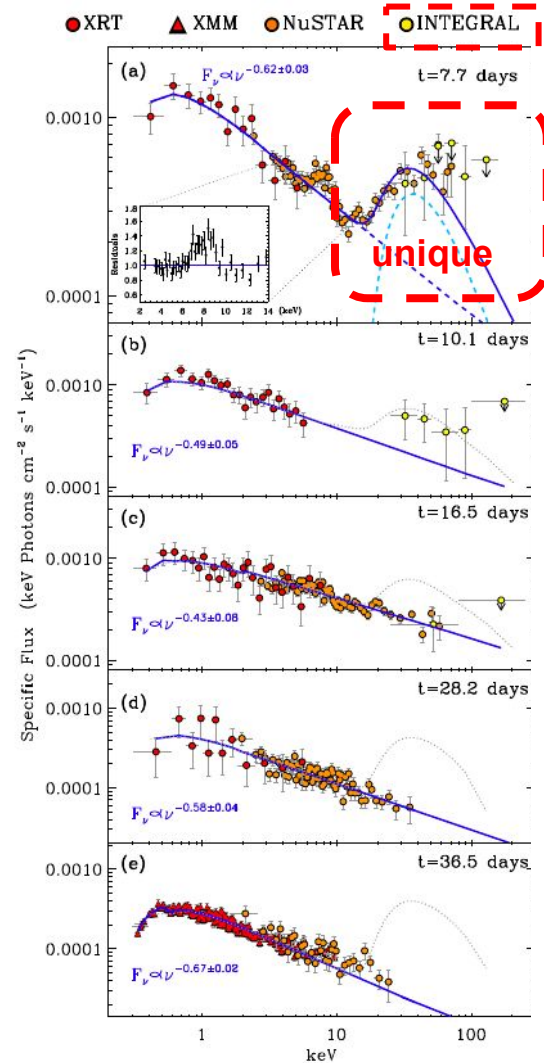 XRT XMM NuSTAR INTEGRAL
(a) F_ν∝ν^-0.62±0.03 t=7.7 days
0.0010
unique
Residuals
1.8
1.6
1.4
1.2
1.0
0.8
0.6
2 4 6 8 10 12 14 (keV)
0.0001
(b) t=10.1 days
0.0010
F_ν∝ν^-0.49±0.05
0.0001
(c) t=16.5 days
0.0010
F_ν∝ν^-0.43±0.08
0.0001
(d) t=28.2 days
0.0010
F_ν∝ν^-0.58±0.04
0.0001
(e) t=36.5 days
0.0010
F_ν∝ν^-0.67±0.02
0.0001
Specific Flux (keV Photons cm⁻² s⁻¹ keV⁻¹)
1 10 100
keV